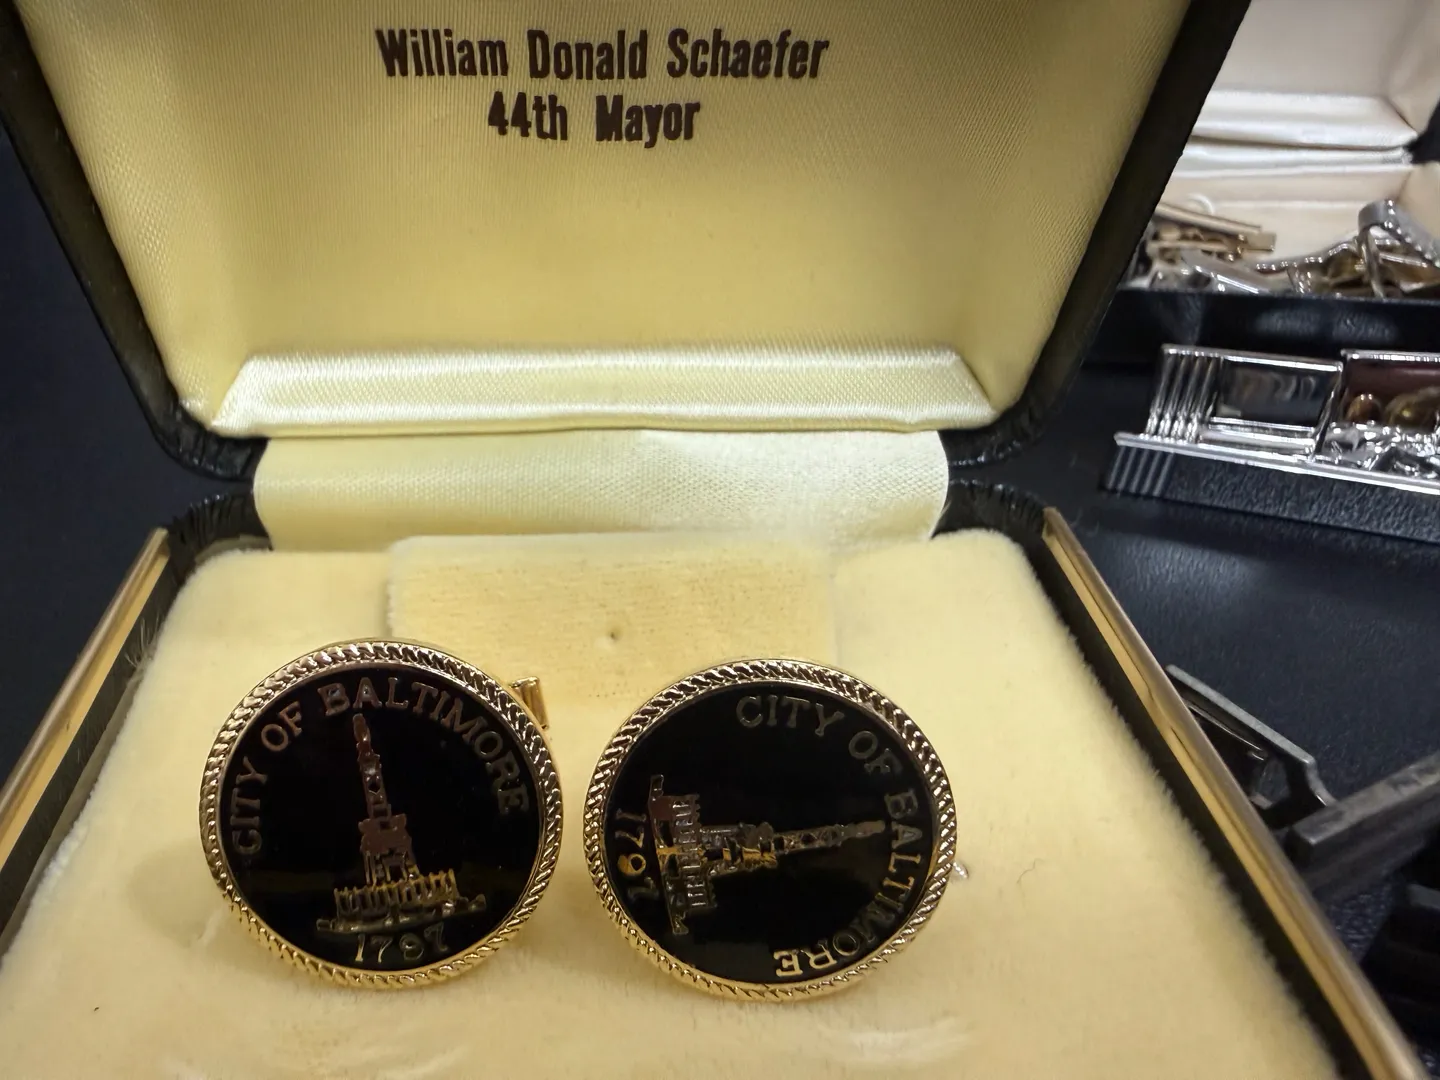 William Donald Schaefer
44th Mayor
CITY OF BALTIMORE
1797
CITY OF BALTIMORE
1797